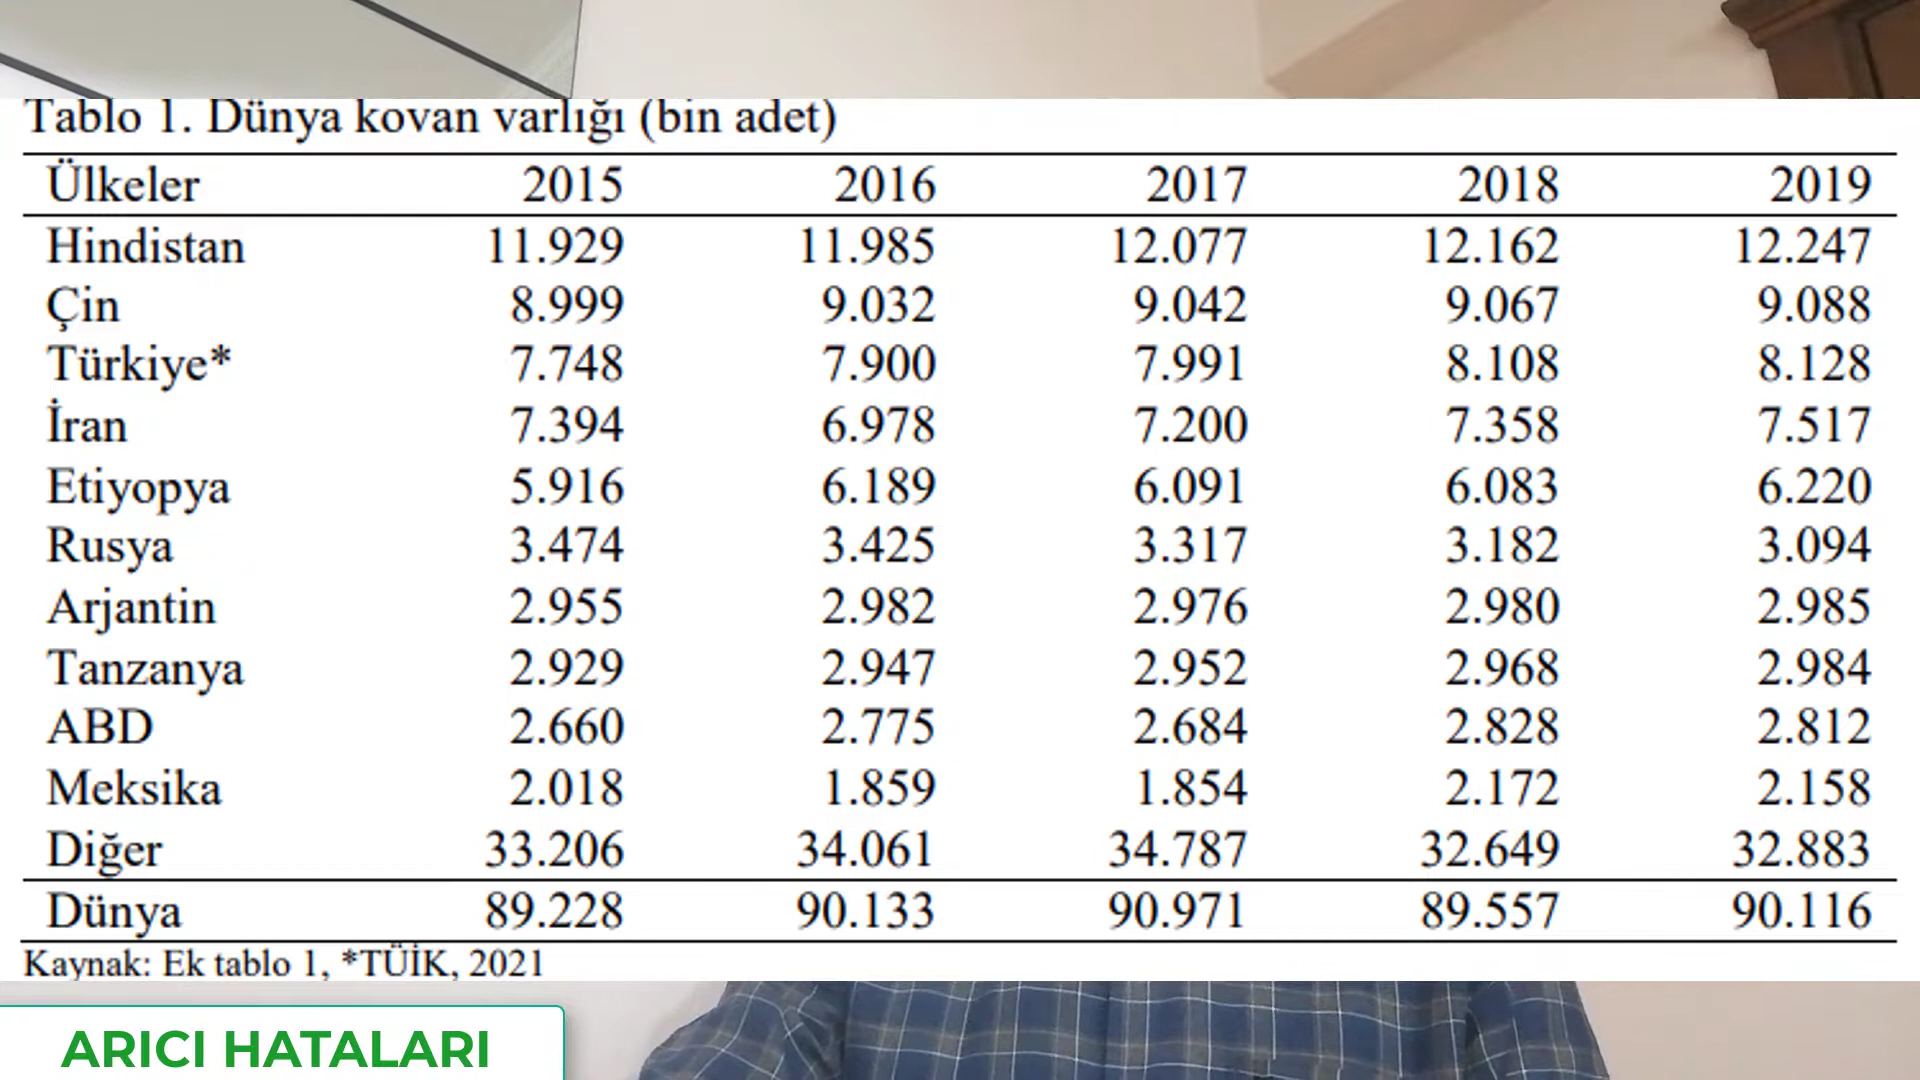 Tablo 1. Dünya kovan varlığı (bin adet)
Ülkeler 2015 2016 2017 2018 2019
Hindistan 11.929 11.985 12.077 12.162 12.247
Çin 8.999 9.032 9.042 9.067 9.088
Türkiye* 7.748 7.900 7.991 8.108 8.128
İran 7.394 6.978 7.200 7.358 7.517
Etiyopya 5.916 6.189 6.091 6.083 6.220
Rusya 3.474 3.425 3.317 3.182 3.094
Arjantin 2.955 2.982 2.976 2.980 2.985
Tanzanya 2.929 2.947 2.952 2.968 2.984
ABD 2.660 2.775 2.684 2.828 2.812
Meksika 2.018 1.859 1.854 2.172 2.158
Diğer 33.206 34.061 34.787 32.649 32.883
Dünya 89.228 90.133 90.971 89.557 90.116
Kaynak: Ek tablo 1, *TÜİK, 2021
ARICI HATALARI